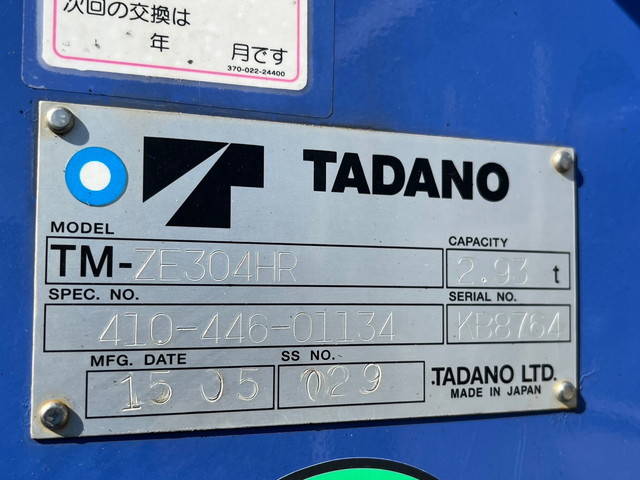 次回の交換は
年 月です
370-022-24400
TADANO
MODEL
TM-ZE304HR
CAPACITY
2.93 t
SPEC. NO.
410-446-01134
SERIAL NO.
KB8764
MFG. DATE
15 05
SS NO.
029
TADANO LTD.
MADE IN JAPAN